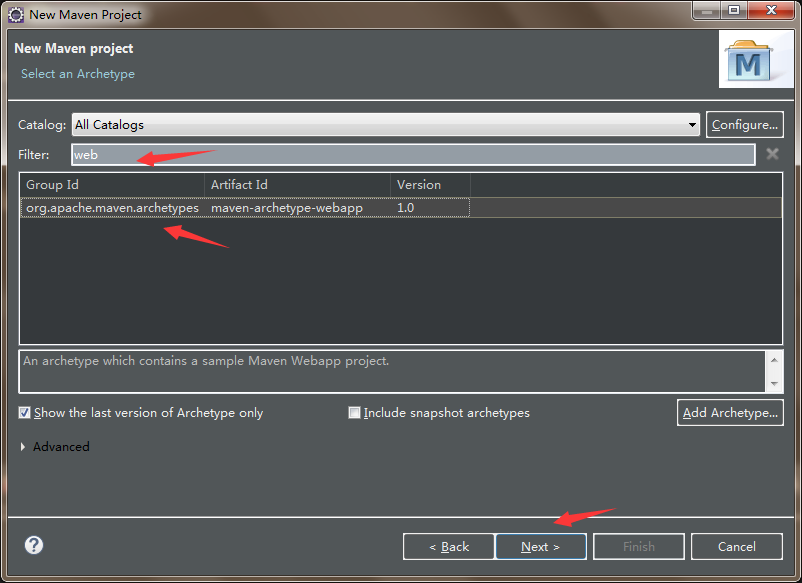 New Maven Project
New Maven project
Select an Archetype
M
Catalog: All Catalogs Configure...
Filter: web
Group Id Artifact Id Version
org.apache.maven.archetypes maven-archetype-webapp 1.0
An archetype which contains a sample Maven Webapp project.
Show the last version of Archetype only Include snapshot archetypes Add Archetype...
Advanced
? < Back Next > Finish Cancel